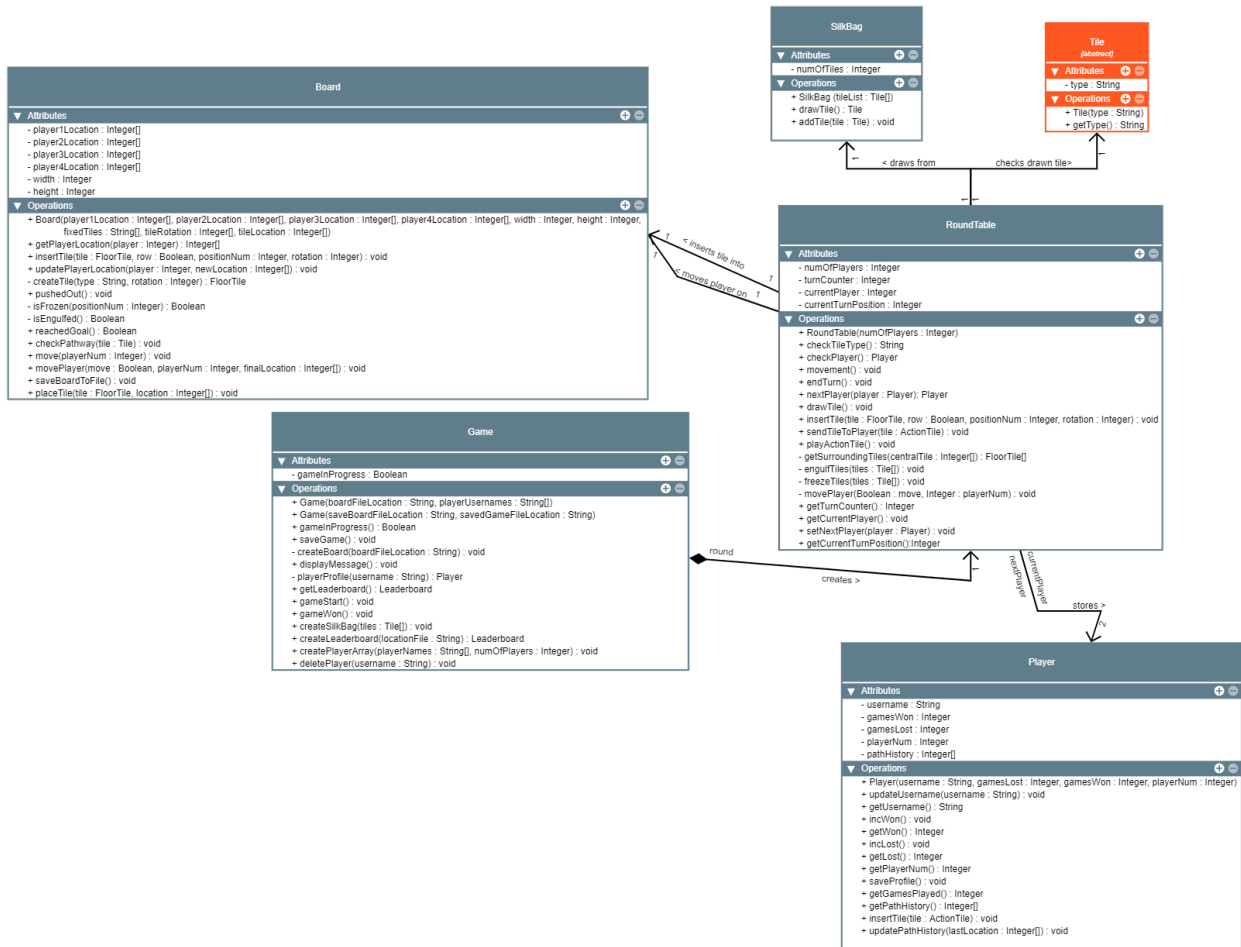 SilkBag
▼ Attributes
- numOfTiles : Integer
▼ Operations
+ SilkBag (tileList : Tile[])
+ drawTile() : Tile
+ addTile(tile : Tile) : void
Tile
{abstract}
▼ Attributes
- type : String
▼ Operations
+ Tile(type : String)
+ getType() : String
Board
▼ Attributes
- player1Location : Integer[]
- player2Location : Integer[]
- player3Location : Integer[]
- player4Location : Integer[]
- width : Integer
- height : Integer
▼ Operations
+ Board(player1Location : Integer[], player2Location : Integer[], player3Location : Integer[], player4Location : Integer[], width : Integer, height : Integer,
fixedTiles : String[], tileRotation : Integer[], tileLocation : Integer[])
+ getPlayerLocation(player : Integer) : Integer[]
+ insertTile(tile : FloorTile, row : Boolean, positionNum : Integer, rotation : Integer) : void
+ updatePlayerLocation(player : Integer, newLocation : Integer[]) : void
- createTile(type : String, rotation : Integer) : FloorTile
+ pushedOut() : void
- isFrozen(positionNum : Integer) : Boolean
- isEngulfed() : Boolean
+ reachedGoal() : Boolean
+ checkPathway(tile : Tile) : void
+ move(playerNum : Integer) : void
+ movePlayer(move : Boolean, playerNum : Integer, finalLocation : Integer[]) : void
+ saveBoardToFile() : void
+ placeTile(tile : FloorTile, location : Integer[]) : void
1
< draws from
checks drawn tile>
1
1
1
1
< inserts tile into
1
1
< moves player on
1
RoundTable
▼ Attributes
- numOfPlayers : Integer
- turnCounter : Integer
- currentPlayer : Integer
- currentTurnPosition : Integer
▼ Operations
+ RoundTable(numOfPlayers : Integer)
+ checkTileType() : String
+ checkPlayer() : Player
+ movement() : void
+ endTurn() : void
+ nextPlayer(player : Player): Player
+ drawTile() : void
+ insertTile(tile : FloorTile, row : Boolean, positionNum : Integer, rotation : Integer) : void
+ sendTileToPlayer(tile : ActionTile) : void
+ playActionTile() : void
- getSurroundingTiles(centralTile : Integer[]) : FloorTile[]
- engulfTiles(tiles : Tile[]) : void
- freezeTiles(tiles : Tile[]) : void
- movePlayer(Boolean : move, Integer : playerNum) : void
+ getTurnCounter() : Integer
+ getCurrentPlayer() : void
+ setNextPlayer(player : Player) : void
+ getCurrentTurnPosition():Integer
Game
▼ Attributes
- gameInProgress : Boolean
▼ Operations
+ Game(boardFileLocation : String, playerUsernames : String[])
+ Game(saveBoardFileLocation : String, savedGameFileLocation : String)
+ gameInProgress() : Boolean
+ saveGame() : void
- createBoard(boardFileLocation : String) : void
+ displayMessage() : void
- playerProfile(username : String) : Player
+ getLeaderboard() : Leaderboard
+ gameStart() : void
+ gameWon() : void
+ createSilkBag(tiles : Tile[]) : void
+ createLeaderboard(locationFile : String) : Leaderboard
+ createPlayerArray(playerNames : String[], numOfPlayers : Integer) : void
+ deletePlayer(username : String) : void
round
creates >
1
currentPlayer
nextPlayer
stores >
2
Player
▼ Attributes
- username : String
- gamesWon : Integer
- gamesLost : Integer
- playerNum : Integer
- pathHistory : Integer[]
▼ Operations
+ Player(username : String, gamesLost : Integer, gamesWon : Integer, playerNum : Integer)
+ updateUsername(username : String) : void
+ getUsername() : String
+ incWon() : void
+ getWon() : Integer
+ incLost() : void
+ getLost() : Integer
+ getPlayerNum() : Integer
+ saveProfile() : void
+ getGamesPlayed() : Integer
+ getPathHistory() : Integer[]
+ insertTile(tile : ActionTile) : void
+ updatePathHistory(lastLocation : Integer[]) : void